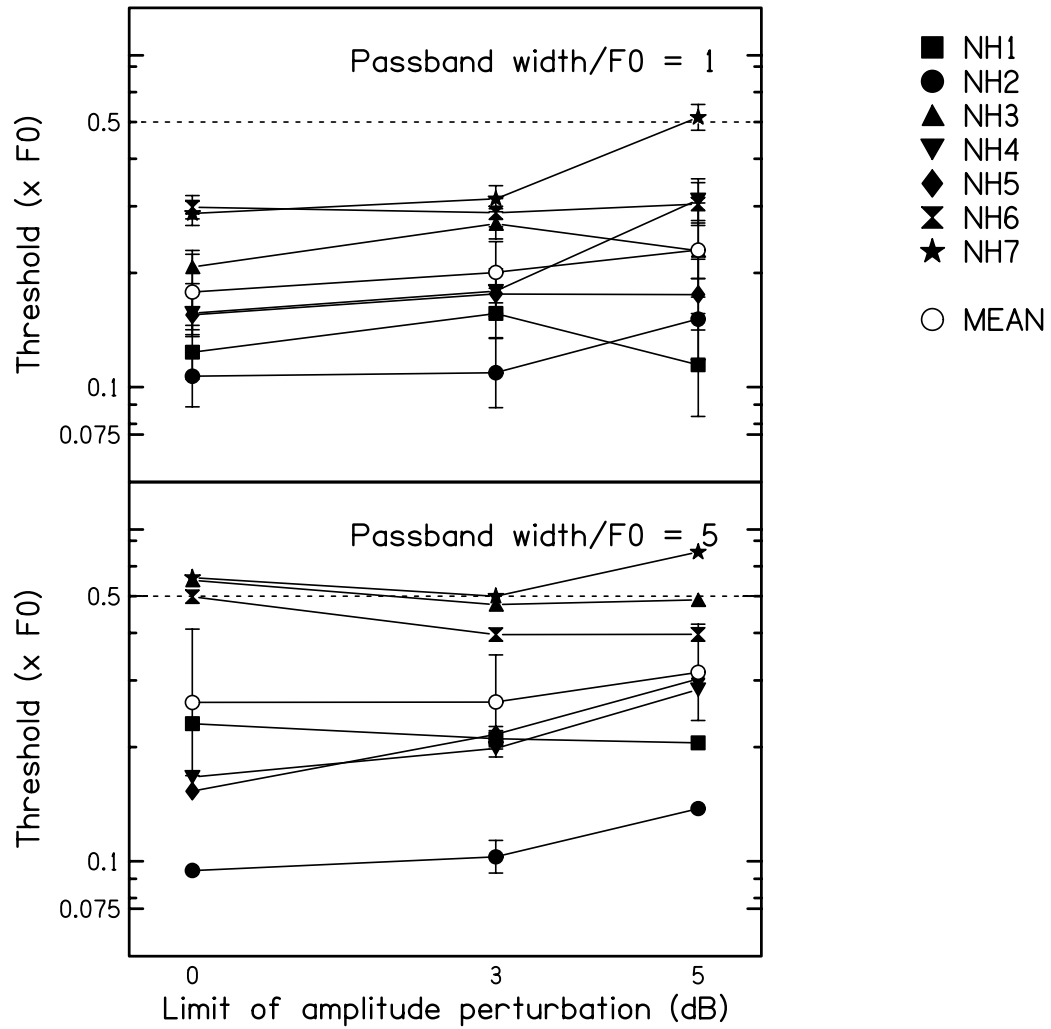 Passband width/F0 = 1
Threshold (x F0)
0.5
0.1
0.075
NH1
NH2
NH3
NH4
NH5
NH6
NH7
MEAN
Passband width/F0 = 5
Threshold (x F0)
0.5
0.1
0.075
0 3 5
Limit of amplitude perturbation (dB)